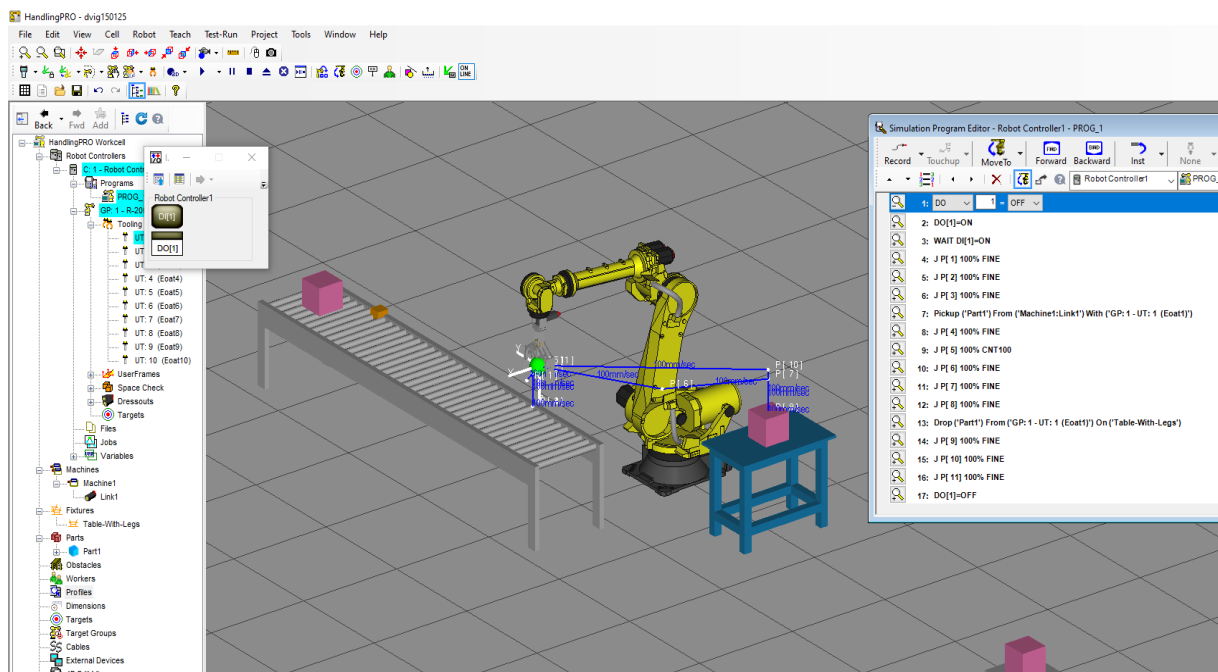 HandlingPRO - dvig150125
File Edit View Cell Robot Teach Test-Run Project Tools Window Help
ON LINE
Back Fwd Add
HandlingPRO Workcell
Robot Controllers
C: 1 - Robot Contr
Programs
PROG_
GP: 1 - R-20
Tooling
UT
UT
UT
UT: 4 (Eoat4)
UT: 5 (Eoat5)
UT: 6 (Eoat6)
UT: 7 (Eoat7)
UT: 8 (Eoat8)
UT: 9 (Eoat9)
UT: 10 (Eoat10)
UserFrames
Space Check
Dressouts
Targets
Files
Jobs
Variables
Machines
Machine1
Link1
Fixtures
Table-With-Legs
Parts
Part1
Obstacles
Workers
Profiles
Dimensions
Targets
Target Groups
Cables
External Devices
I..
Robot Controller1
DI[1]
DO[1]
100mm/sec
100mm/sec
100mm/sec
P[ 6]
P[ 10]
P[ 7]
Simulation Program Editor - Robot Controller1 - PROG_1
Record Touchup MoveTo Forward Backward Inst None
Robot Controller1 PROG_
1: DO 1 = OFF
2: DO[1]=ON
3: WAIT DI[1]=ON
4: J P[ 1] 100% FINE
5: J P[ 2] 100% FINE
6: J P[ 3] 100% FINE
7: Pickup ('Part1') From ('Machine1:Link1') With ('GP: 1 - UT: 1 (Eoat1)')
8: J P[ 4] 100% FINE
9: J P[ 5] 100% CNT100
10: J P[ 6] 100% FINE
11: J P[ 7] 100% FINE
12: J P[ 8] 100% FINE
13: Drop ('Part1') From ('GP: 1 - UT: 1 (Eoat1)') On ('Table-With-Legs')
14: J P[ 9] 100% FINE
15: J P[ 10] 100% FINE
16: J P[ 11] 100% FINE
17: DO[1]=OFF